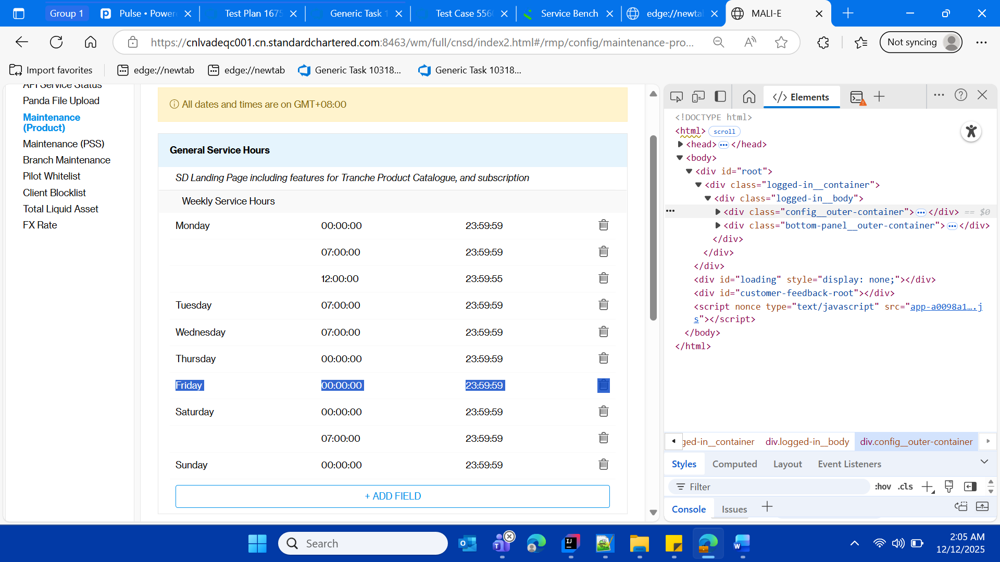 Group 1
Pulse • Power
Test Plan 1675
Generic Task 1
Test Case 556
Service Bench
edge://newta
MALI-E
https://cnlvadeqc001.cn.standardchartered.com:8463/wm/full/cnsd/index2.html#/rmp/config/maintenance-pro...
Not syncing
Import favorites
edge://newtab
edge://newtab
Generic Task 10318...
Generic Task 10318...
API Service Status
Panda File Upload
Maintenance
(Product)
Maintenance (PSS)
Branch Maintenance
Pilot Whitelist
Client Blocklist
Total Liquid Asset
FX Rate
All dates and times are on GMT+08:00
General Service Hours
SD Landing Page including features for Tranche Product Catalogue, and subscription
Weekly Service Hours
Monday 00:00:00 23:59:59
07:00:00 23:59:59
12:00:00 23:59:55
Tuesday 07:00:00 23:59:59
Wednesday 07:00:00 23:59:59
Thursday 00:00:00 23:59:59
Friday 00:00:00 23:59:59
Saturday 00:00:00 23:59:59
07:00:00 23:59:59
Sunday 00:00:00 23:59:59
+ ADD FIELD
Elements
<!DOCTYPE html>
<html> scroll
<head> ••• </head>
<body>
<div id="root">
<div class="logged-in__container">
<div class="logged-in__body">
<div class="config__outer-container"> ••• </div> == $0
<div class="bottom-panel__outer-container"> ••• </div>
</div>
</div>
</div>
<div id="loading" style="display: none;"></div>
<div id="customer-feedback-root"></div>
<script nonce type="text/javascript" src="app-a0098a1….j
s"></script>
</body>
</html>
ged-in__container div.logged-in__body div.config__outer-container
Styles Computed Layout Event Listeners
Filter :hov .cls
Console Issues
Search
2:05 AM
12/12/2025